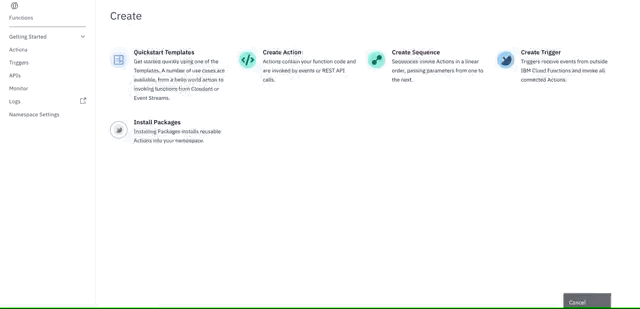 Functions
Getting Started
Actions
Triggers
APIs
Monitor
Logs
Namespace Settings
Create
Quickstart Templates
Get started quickly using one of the
Templates. A number of use cases are
available, from a hello world action to
invoking functions from Cloudant or
Event Streams.
Create Action
Actions contain your function code and
are invoked by events or REST API
calls.
Create Sequence
Sequences invoke Actions in a linear
order, passing parameters from one to
the next.
Create Trigger
Triggers receive events from outside
IBM Cloud Functions and invoke all
connected Actions.
Install Packages
Installing Packages installs reusable
Actions into your namespace.
Cancel